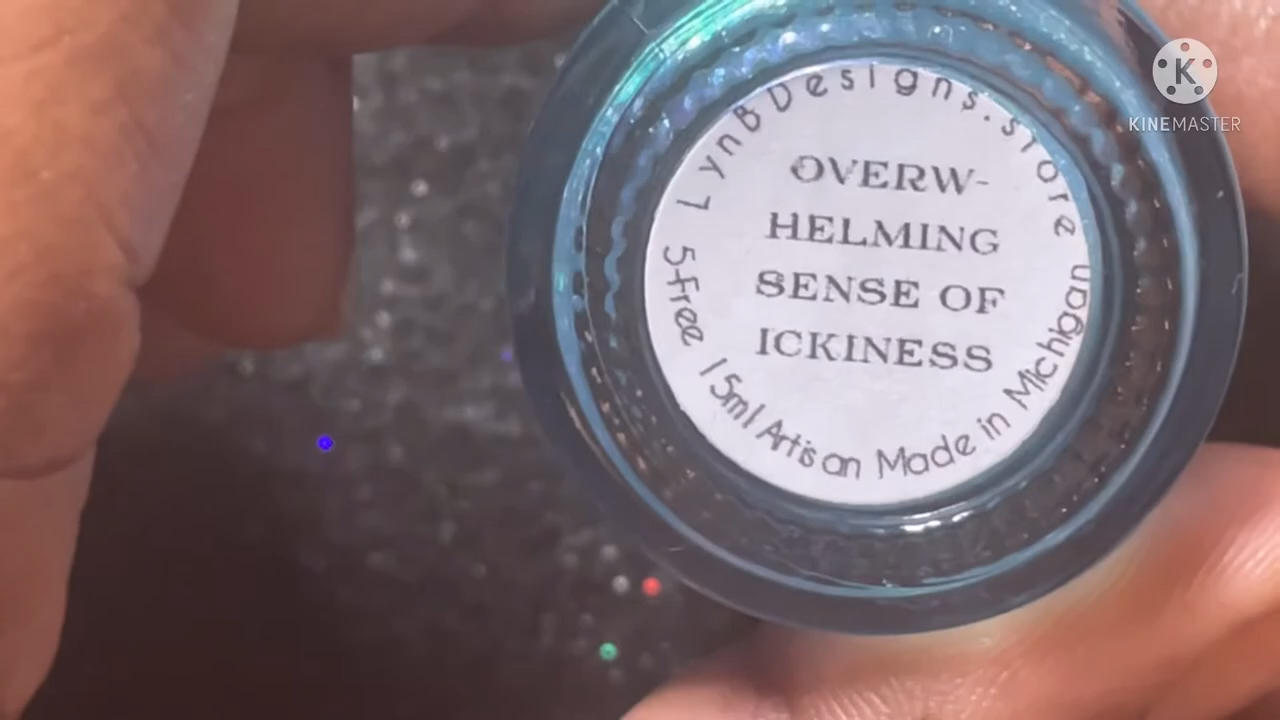 LynBDesigns.store
OVERW-
HELMING
SENSE OF
ICKINESS
5-Free 15ml Artisan Made in Michigan
K
KINEMASTER